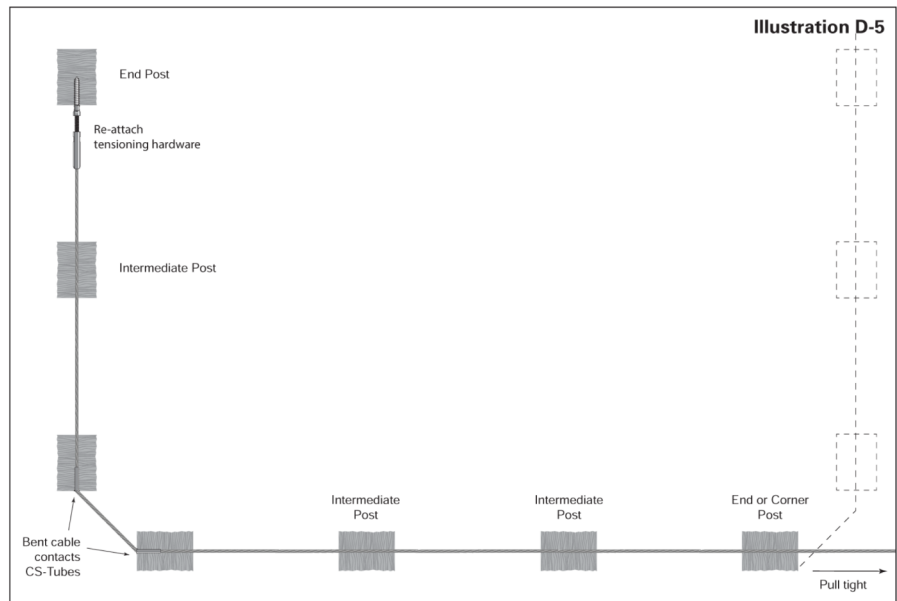 Illustration D-5
End Post
Re-attach
tensioning hardware
Intermediate Post
Intermediate
Post
Intermediate
Post
End or Corner
Post
Bent cable
contacts
CS-Tubes
Pull tight